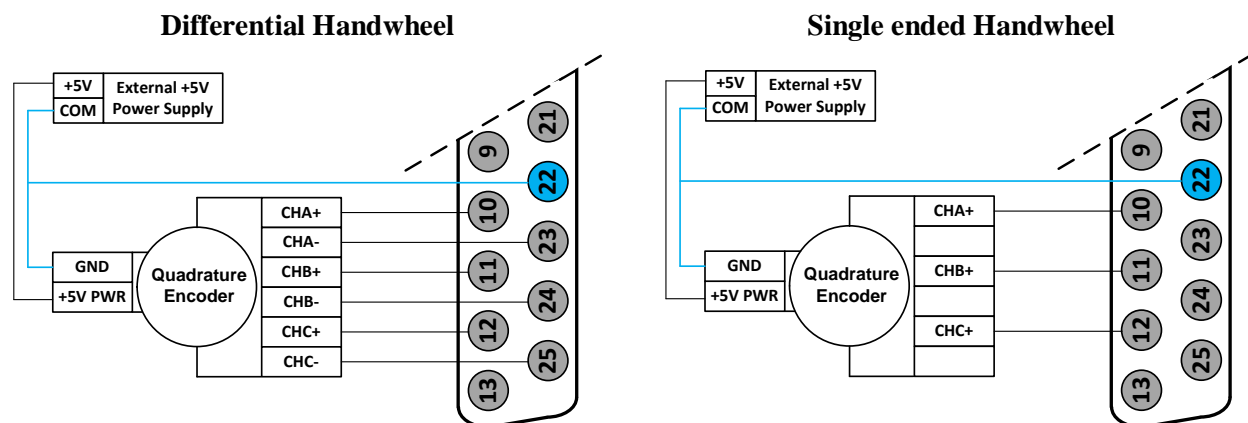 Differential Handwheel
+5V
External +5V
COM
Power Supply
21
9
22
10
CHA+
23
CHA-
GND
Quadrature
CHB+
11
+5V PWR
Encoder
CHB-
24
CHC+
12
CHC-
25
13
Single ended Handwheel
+5V
External +5V
COM
Power Supply
21
9
22
10
CHA+
23
GND
Quadrature
CHB+
11
+5V PWR
Encoder
24
CHC+
12
25
13